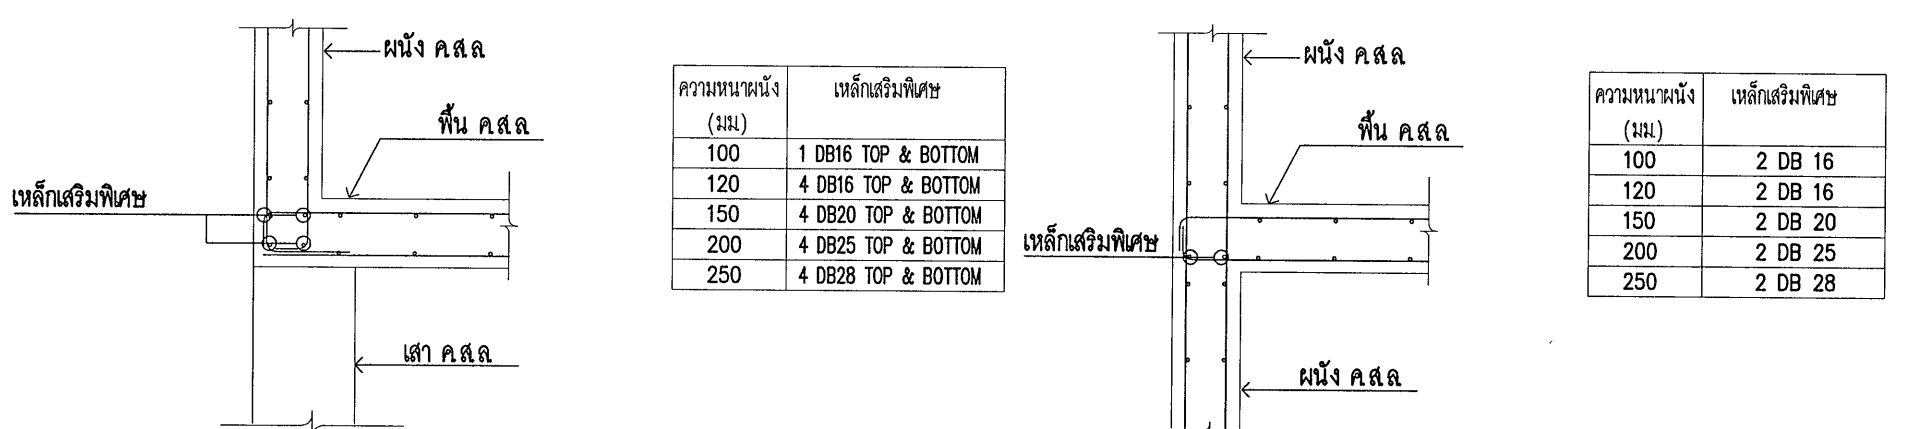 ผนัง ค.ส.ล
พื้น ค.ส.ล
เหล็กเสริมพิเศษ
เสา ค.ส.ล
ความหนาผนัง เหล็กเสริมพิเศษ
(มม.)
100 1 DB16 TOP & BOTTOM
120 4 DB16 TOP & BOTTOM
150 4 DB20 TOP & BOTTOM
200 4 DB25 TOP & BOTTOM
250 4 DB28 TOP & BOTTOM
ผนัง ค.ส.ล
พื้น ค.ส.ล
เหล็กเสริมพิเศษ
ผนัง ค.ส.ล
ความหนาผนัง เหล็กเสริมพิเศษ
(มม.)
100 2 DB 16
120 2 DB 16
150 2 DB 20
200 2 DB 25
250 2 DB 28